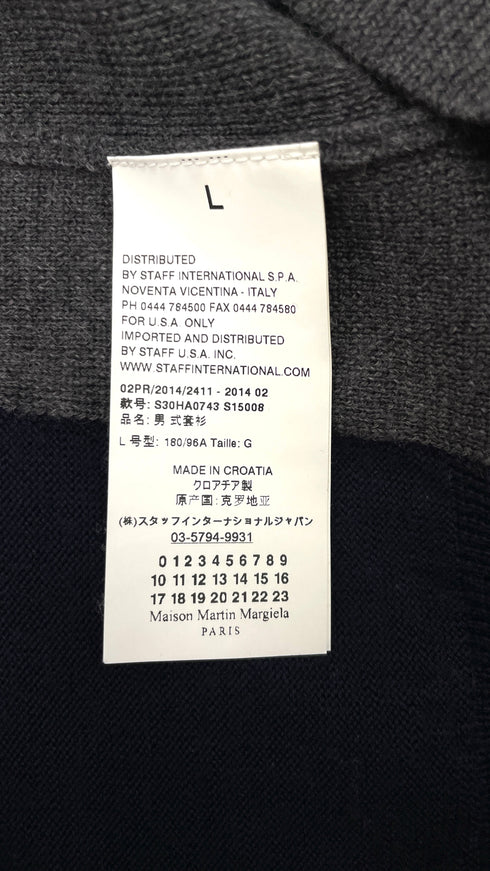 L
DISTRIBUTED
BY STAFF INTERNATIONAL S.P.A.
NOVENTA VICENTINA - ITALY
PH 0444 784500 FAX 0444 784580
FOR U.S.A. ONLY
IMPORTED AND DISTRIBUTED
BY STAFF U.S.A. INC.
WWW.STAFFINTERNATIONAL.COM
02PR/2014/2411 - 2014 02
款号: S30HA0743 S15008
品名: 男 式套衫
L 号型: 180/96A Taille: G
MADE IN CROATIA
クロアチア製
原产国: 克罗地亚
(株)スタッフインターナショナルジャパン
03-5794-9931
0 1 2 3 4 5 6 7 8 9
10 11 12 13 14 15 16
17 18 19 20 21 22 23
Maison Martin Margiela
PARIS